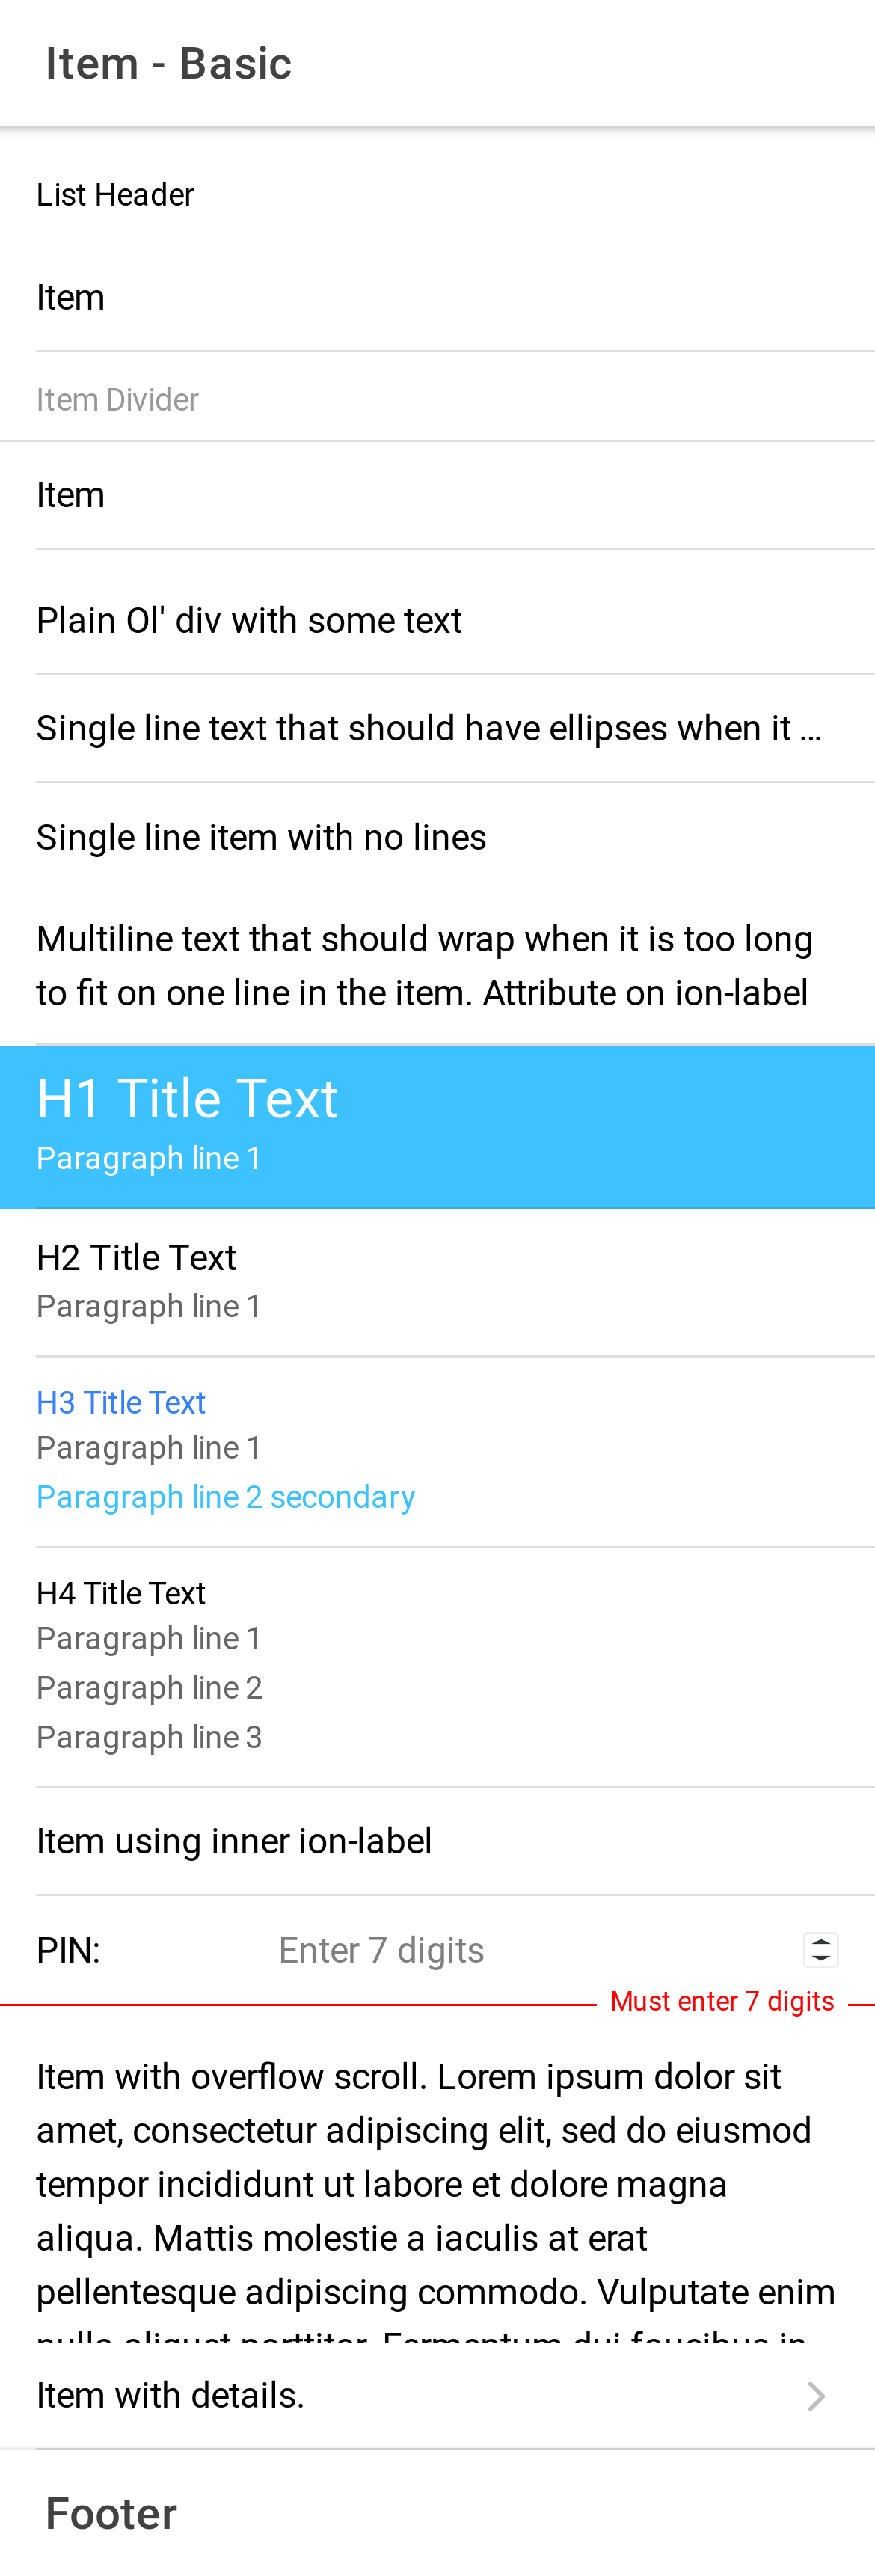 Item - Basic
List Header
Item
Item Divider
Item
Plain Ol' div with some text
Single line text that should have ellipses when it ...
Single line item with no lines
Multiline text that should wrap when it is too long
to fit on one line in the item. Attribute on ion-label
H1 Title Text
Paragraph line 1
H2 Title Text
Paragraph line 1
H3 Title Text
Paragraph line 1
Paragraph line 2 secondary
H4 Title Text
Paragraph line 1
Paragraph line 2
Paragraph line 3
Item using inner ion-label
PIN: Enter 7 digits
Must enter 7 digits
Item with overflow scroll. Lorem ipsum dolor sit
amet, consectetur adipiscing elit, sed do eiusmod
tempor incididunt ut labore et dolore magna
aliqua. Mattis molestie a iaculis at erat
pellentesque adipiscing commodo. Vulputate enim
nulla aliquet porttitor. Fermentum dui faucibus in
Item with details.
Footer